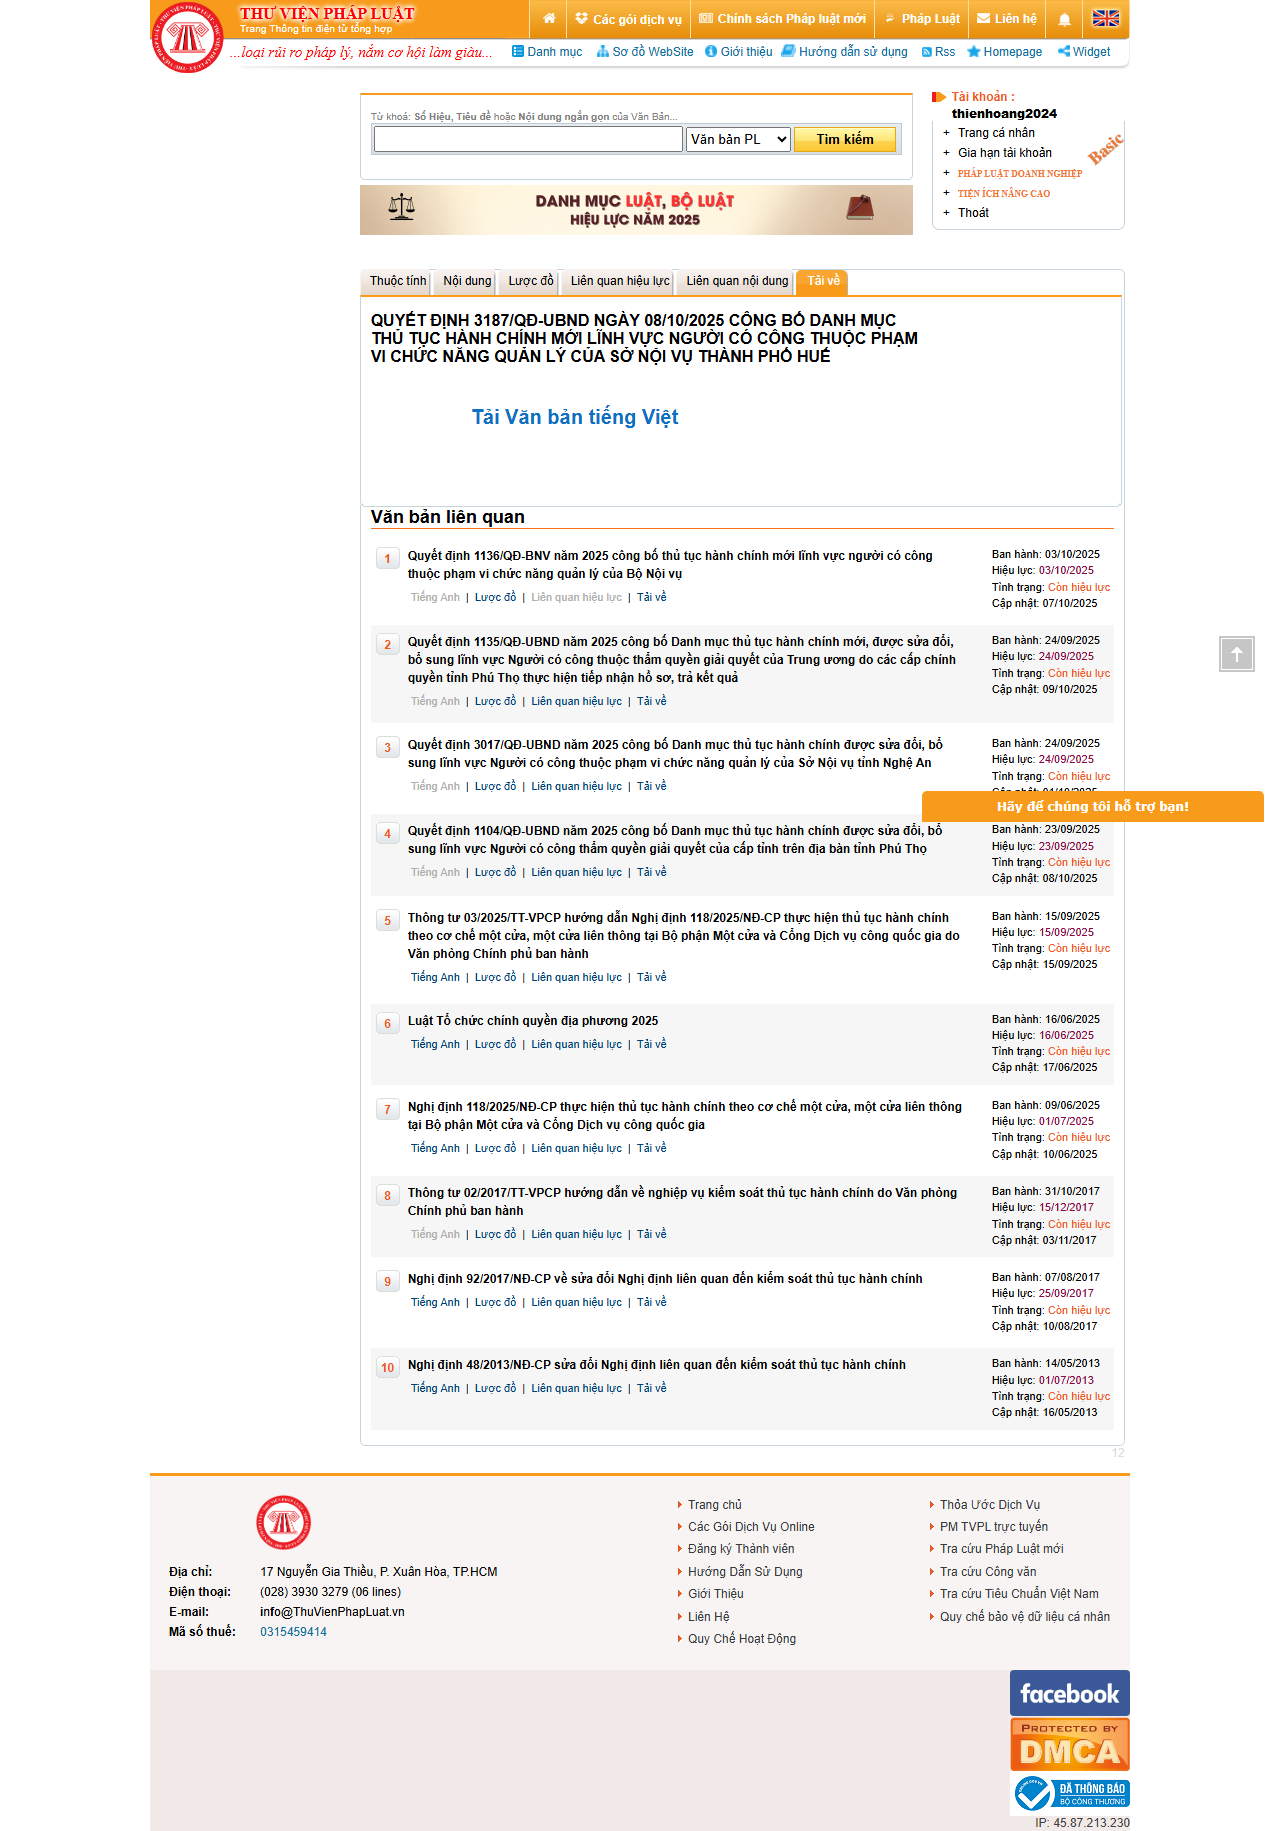 THƯ VIỆN PHÁP LUẬT
Trang Thông tin điện tử tổng hợp
Các gói dịch vụ
Chính sách Pháp luật mới
Pháp Luật
Liên hệ
...loại rủi ro pháp lý, nắm cơ hội làm giàu...
Danh mục
Sơ đồ WebSite
Giới thiệu
Hướng dẫn sử dụng
Rss
Homepage
Widget
Từ khoá: Số Hiệu, Tiêu đề hoặc Nội dung ngắn gọn của Văn Bản...
Văn bản PL
Tìm kiếm
DANH MỤC LUẬT, BỘ LUẬT
HIỆU LỰC NĂM 2025
Tài khoản :
thienhoang2024
+ Trang cá nhân
+ Gia hạn tài khoản
+ PHÁP LUẬT DOANH NGHIỆP
+ TIỆN ÍCH NÂNG CAO
+ Thoát
Basic
Thuộc tính
Nội dung
Lược đồ
Liên quan hiệu lực
Liên quan nội dung
Tải về
QUYẾT ĐỊNH 3187/QĐ-UBND NGÀY 08/10/2025 CÔNG BỐ DANH MỤC
THỦ TỤC HÀNH CHÍNH MỚI LĨNH VỰC NGƯỜI CÓ CÔNG THUỘC PHẠM
VI CHỨC NĂNG QUẢN LÝ CỦA SỞ NỘI VỤ THÀNH PHỐ HUẾ
Tải Văn bản tiếng Việt
Văn bản liên quan
1
Quyết định 1136/QĐ-BNV năm 2025 công bố thủ tục hành chính mới lĩnh vực người có công
thuộc phạm vi chức năng quản lý của Bộ Nội vụ
Tiếng Anh | Lược đồ | Liên quan hiệu lực | Tải về
Ban hành: 03/10/2025
Hiệu lực: 03/10/2025
Tình trạng: Còn hiệu lực
Cập nhật: 07/10/2025
2
Quyết định 1135/QĐ-UBND năm 2025 công bố Danh mục thủ tục hành chính mới, được sửa đổi,
bổ sung lĩnh vực Người có công thuộc thẩm quyền giải quyết của Trung ương do các cấp chính
quyền tỉnh Phú Thọ thực hiện tiếp nhận hồ sơ, trả kết quả
Tiếng Anh | Lược đồ | Liên quan hiệu lực | Tải về
Ban hành: 24/09/2025
Hiệu lực: 24/09/2025
Tình trạng: Còn hiệu lực
Cập nhật: 09/10/2025
3
Quyết định 3017/QĐ-UBND năm 2025 công bố Danh mục thủ tục hành chính được sửa đổi, bổ
sung lĩnh vực Người có công thuộc phạm vi chức năng quản lý của Sở Nội vụ tỉnh Nghệ An
Tiếng Anh | Lược đồ | Liên quan hiệu lực | Tải về
Ban hành: 24/09/2025
Hiệu lực: 24/09/2025
Tình trạng: Còn hiệu lực
Hãy để chúng tôi hỗ trợ bạn!
4
Quyết định 1104/QĐ-UBND năm 2025 công bố Danh mục thủ tục hành chính được sửa đổi, bổ
sung lĩnh vực Người có công thẩm quyền giải quyết của cấp tỉnh trên địa bàn tỉnh Phú Thọ
Tiếng Anh | Lược đồ | Liên quan hiệu lực | Tải về
Ban hành: 23/09/2025
Hiệu lực: 23/09/2025
Tình trạng: Còn hiệu lực
Cập nhật: 08/10/2025
5
Thông tư 03/2025/TT-VPCP hướng dẫn Nghị định 118/2025/NĐ-CP thực hiện thủ tục hành chính
theo cơ chế một cửa, một cửa liên thông tại Bộ phận Một cửa và Cổng Dịch vụ công quốc gia do
Văn phòng Chính phủ ban hành
Tiếng Anh | Lược đồ | Liên quan hiệu lực | Tải về
Ban hành: 15/09/2025
Hiệu lực: 15/09/2025
Tình trạng: Còn hiệu lực
Cập nhật: 15/09/2025
6
Luật Tổ chức chính quyền địa phương 2025
Tiếng Anh | Lược đồ | Liên quan hiệu lực | Tải về
Ban hành: 16/06/2025
Hiệu lực: 16/06/2025
Tình trạng: Còn hiệu lực
Cập nhật: 17/06/2025
7
Nghị định 118/2025/NĐ-CP thực hiện thủ tục hành chính theo cơ chế một cửa, một cửa liên thông
tại Bộ phận Một cửa và Cổng Dịch vụ công quốc gia
Tiếng Anh | Lược đồ | Liên quan hiệu lực | Tải về
Ban hành: 09/06/2025
Hiệu lực: 01/07/2025
Tình trạng: Còn hiệu lực
Cập nhật: 10/06/2025
8
Thông tư 02/2017/TT-VPCP hướng dẫn về nghiệp vụ kiểm soát thủ tục hành chính do Văn phòng
Chính phủ ban hành
Tiếng Anh | Lược đồ | Liên quan hiệu lực | Tải về
Ban hành: 31/10/2017
Hiệu lực: 15/12/2017
Tình trạng: Còn hiệu lực
Cập nhật: 03/11/2017
9
Nghị định 92/2017/NĐ-CP về sửa đổi Nghị định liên quan đến kiểm soát thủ tục hành chính
Tiếng Anh | Lược đồ | Liên quan hiệu lực | Tải về
Ban hành: 07/08/2017
Hiệu lực: 25/09/2017
Tình trạng: Còn hiệu lực
Cập nhật: 10/08/2017
10
Nghị định 48/2013/NĐ-CP sửa đổi Nghị định liên quan đến kiểm soát thủ tục hành chính
Tiếng Anh | Lược đồ | Liên quan hiệu lực | Tải về
Ban hành: 14/05/2013
Hiệu lực: 01/07/2013
Tình trạng: Còn hiệu lực
Cập nhật: 16/05/2013
12
Địa chỉ: 17 Nguyễn Gia Thiều, P. Xuân Hòa, TP.HCM
Điện thoại: (028) 3930 3279 (06 lines)
E-mail: info@ThuVienPhapLuat.vn
Mã số thuế: 0315459414
Trang chủ
Các Gói Dịch Vụ Online
Đăng ký Thành viên
Hướng Dẫn Sử Dụng
Giới Thiệu
Liên Hệ
Quy Chế Hoạt Động
Thỏa Ước Dịch Vụ
PM TVPL trực tuyến
Tra cứu Pháp Luật mới
Tra cứu Công văn
Tra cứu Tiêu Chuẩn Việt Nam
Quy chế bảo vệ dữ liệu cá nhân
facebook
PROTECTED BY
DMCA
ĐÃ THÔNG BÁO
BỘ CÔNG THƯƠNG
IP: 45.87.213.230